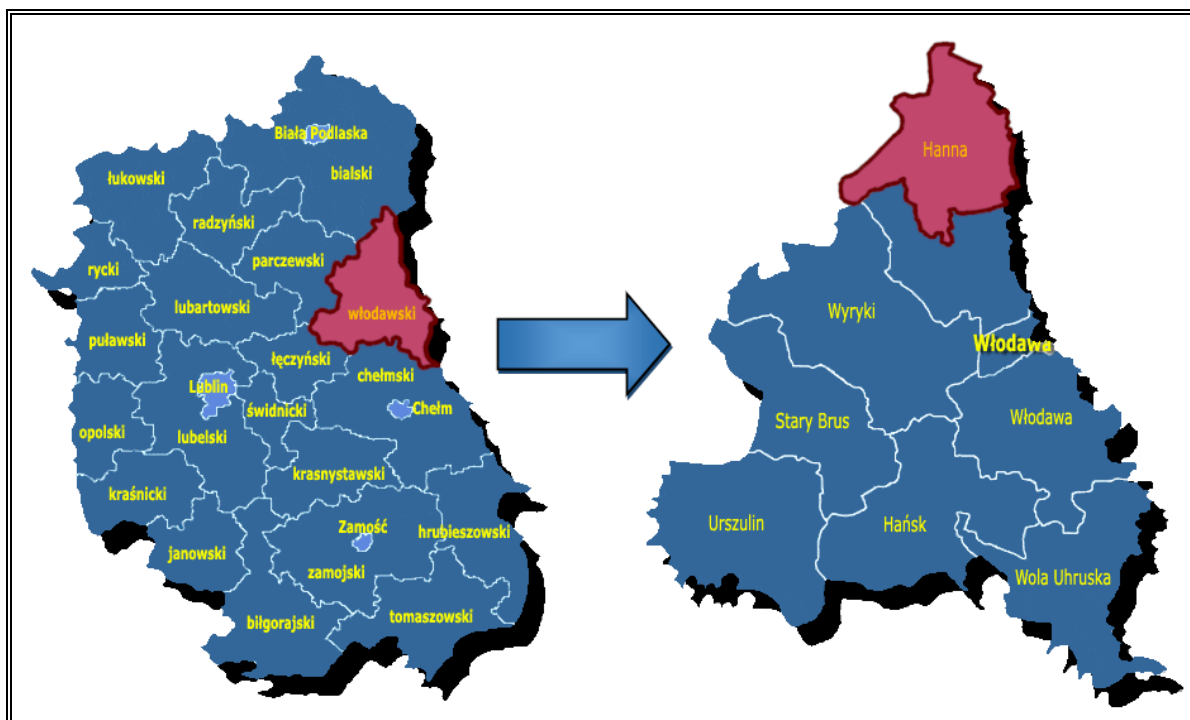 Białą Podlaska
bialski
łukowski
radzyński
parczewski
rycki
lubartowski
włodawski
puławski
łęczyński
chełmski
Lublin
świdnicki
Chełm
opolski
lubelski
krasnystawski
kraśnicki
Zamość
hrubieszowski
janowski
zamojski
biłgorajski
tomaszowski
Hanna
Wyryki
Włodawa
Stary Brus
Włodawa
Urszulin
Hańsk
Wola Uhruska